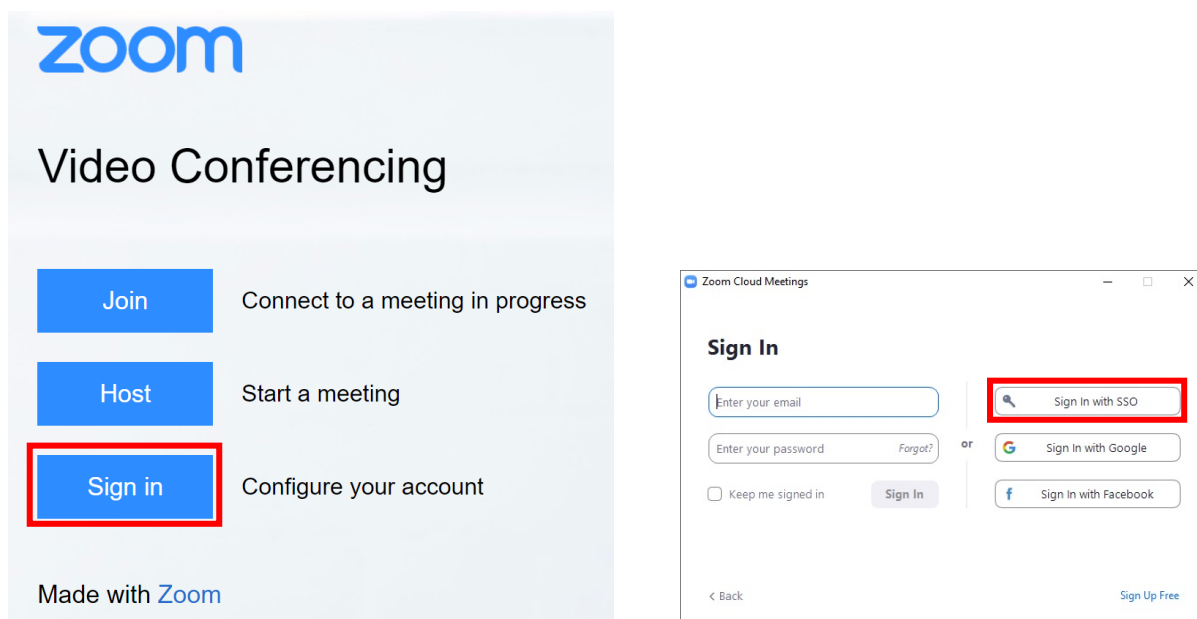 zoom
Video Conferencing
Join Connect to a meeting in progress
Host Start a meeting
Sign in Configure your account
Made with Zoom
Zoom Cloud Meetings
Sign In
Enter your email
Enter your password Forgot?
Keep me signed in Sign In
or
Sign In with SSO
Sign In with Google
Sign In with Facebook
< Back Sign Up Free